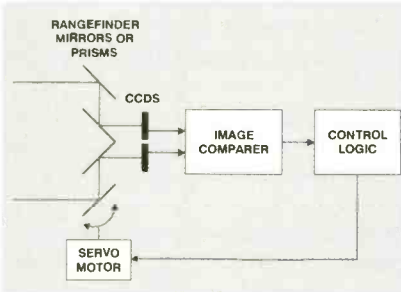 RANGEFINDER
MIRRORS OR
PRISMS
CCDS
IMAGE
COMPARER
CONTROL
LOGIC
SERVO
MOTOR